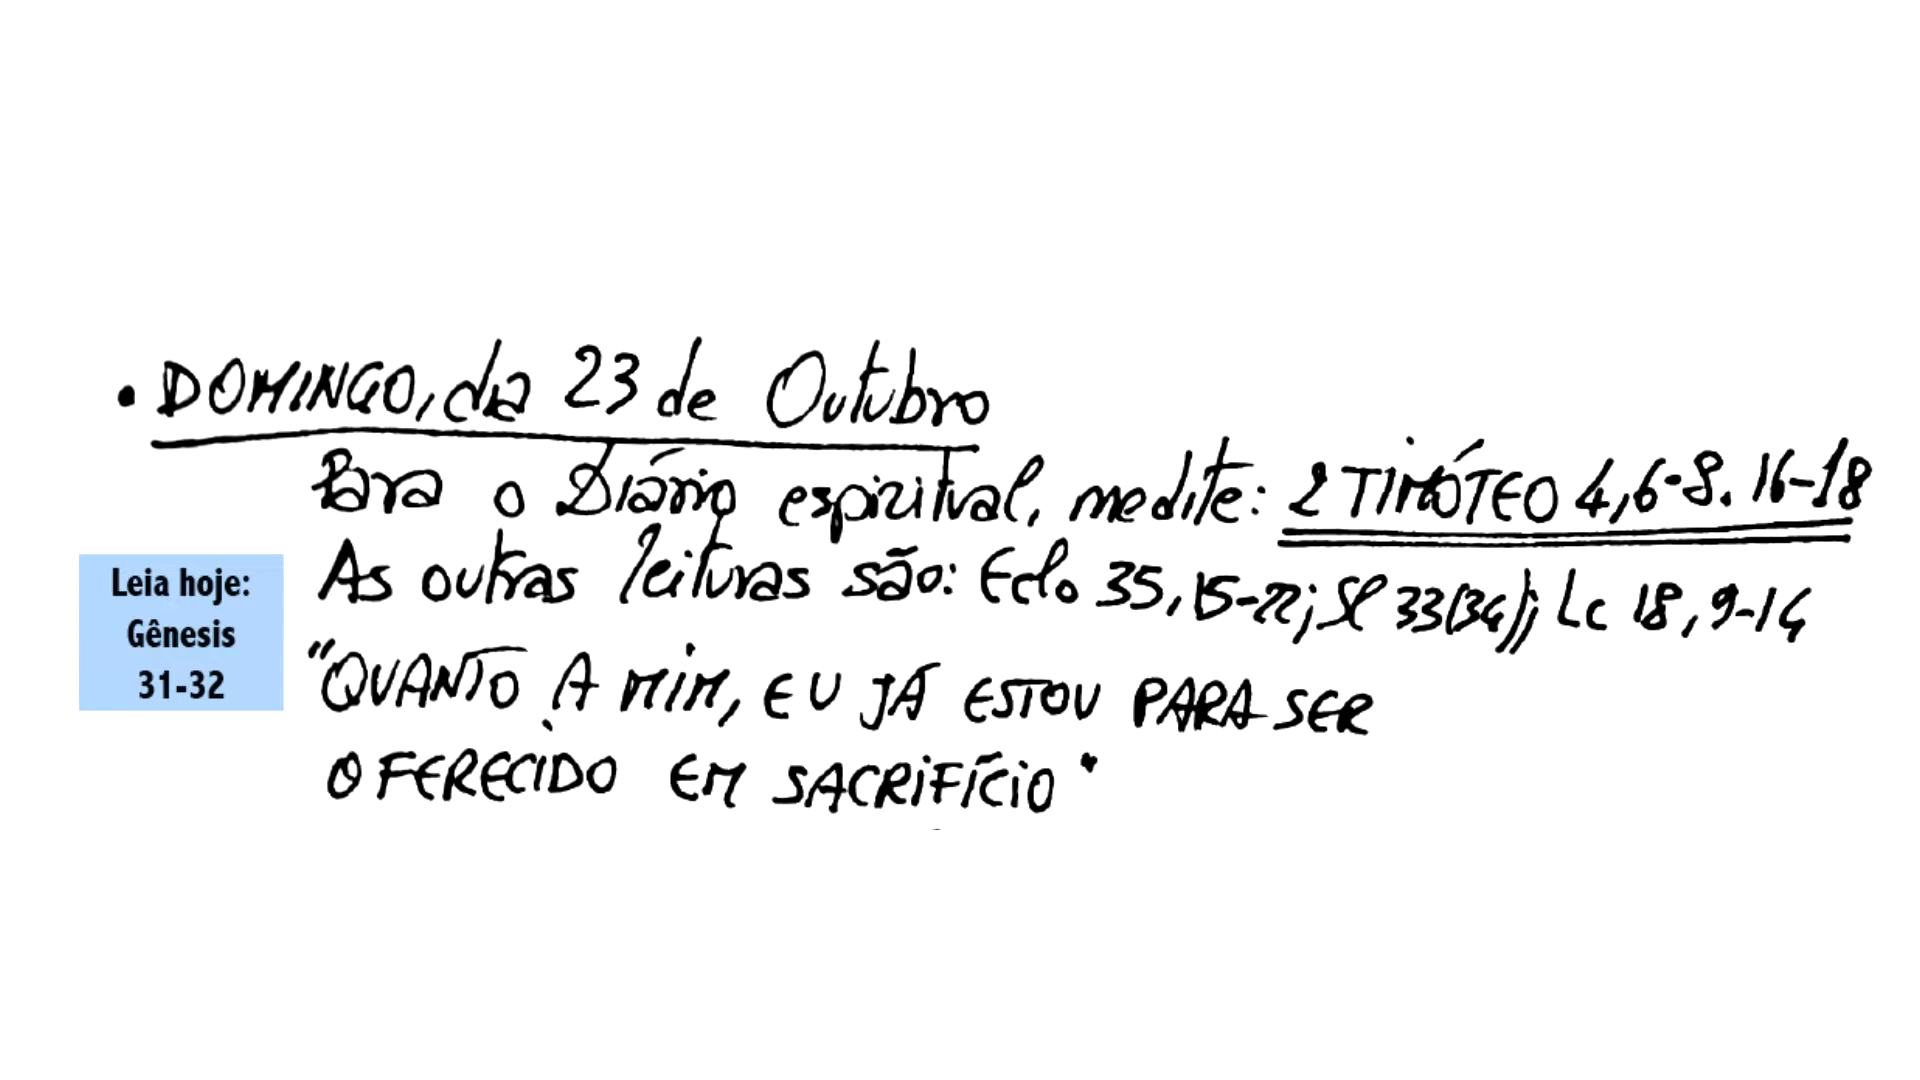 • DOMINGO, dia 23 de Outubro
Para o Diário espiritual, medite: 2 TIMÓTEO 4,6-8. 16-18
As outras leituras são: Eclo 35,15-22; Sl 33(34); Lc 18,9-14
"QUANTO A MIM, EU JÁ ESTOU PARA SER
OFERECIDO EM SACRIFÍCIO"
Leia hoje:
Gênesis
31-32